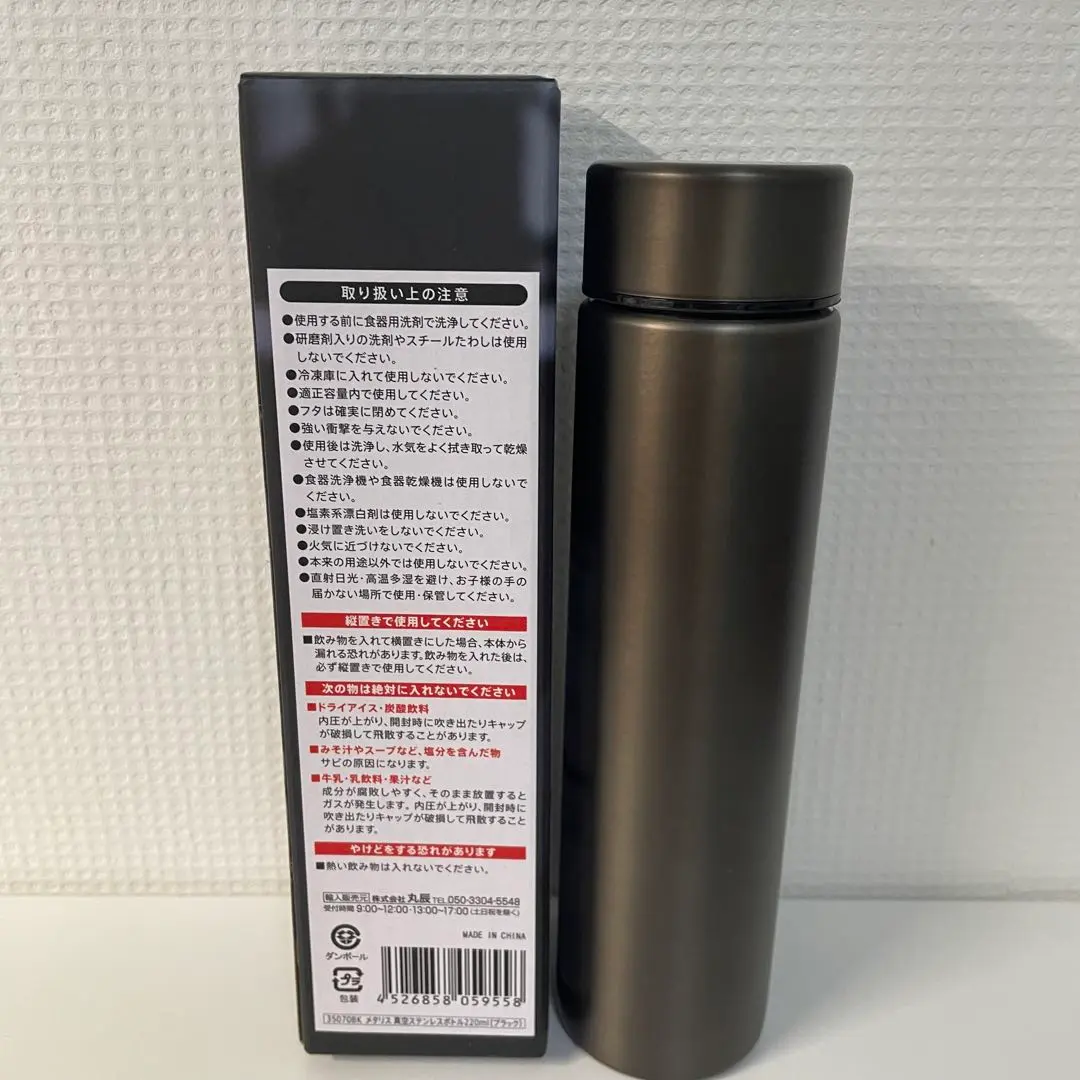 取り扱い上の注意
●使用する前に食器用洗剤で洗浄してください。
●研磨剤入りの洗剤やスチールたわしは使用
しないでください。
●冷凍庫に入れて使用しないでください。
●適正容量内で使用してください。
●フタは確実に閉めてください。
●強い衝撃を与えないでください。
●使用後は洗浄し、水気をよく拭き取って乾燥
させてください。
●食器洗浄機や食器乾燥機は使用しないで
ください。
●塩素系漂白剤は使用しないでください。
●浸け置き洗いをしないでください。
●火気に近づけないでください。
●本来の用途以外では使用しないでください。
●直射日光・高温多湿を避け、お子様の手の
届かない場所で使用・保管してください。
縦置きで使用してください
■飲み物を入れて横置きにした場合、本体から
漏れる恐れがあります。飲み物を入れた後は、
必ず縦置きで使用してください。
次の物は絶対に入れないでください
■ドライアイス・炭酸飲料
内圧が上がり、開封時に吹き出たりキャップ
が破損して飛散することがあります。
■みそ汁やスープなど、塩分を含んだ物
サビの原因になります。
■牛乳・乳飲料・果汁など
成分が腐敗しやすく、そのまま放置すると
ガスが発生します。内圧が上がり、開封時に
吹き出たりキャップが破損して飛散すること
があります。
やけどをする恐れがあります
■熱い飲み物は入れないでください。
輸入販売元 株式会社 丸辰 TEL.050-3304-5548
受付時間 9:00~12:00・13:00~17:00 (土日祝を除く)
MADE IN CHINA
ダンボール
プラ
包装
4 526858 059558
35070BK メタリス 真空ステンレスボトル220ml(ブラック)